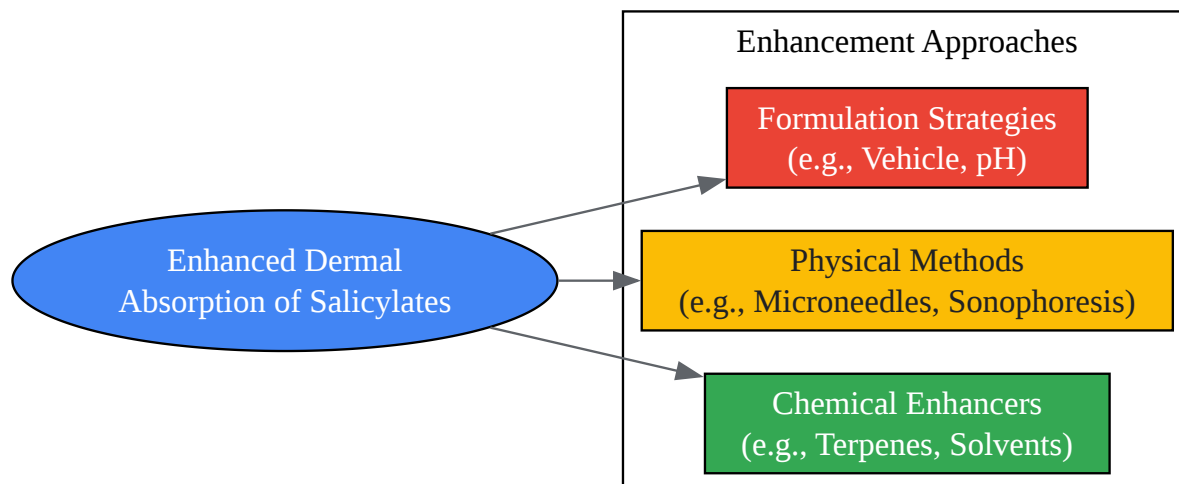 Enhancement Approaches
Formulation Strategies
(e.g., Vehicle, pH)
Enhanced Dermal
Absorption of Salicylates
Physical Methods
(e.g., Microneedles, Sonophoresis)
Chemical Enhancers
(e.g., Terpenes, Solvents)